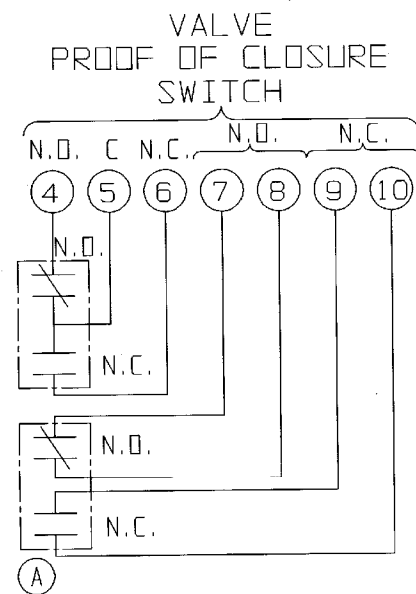 VALVE
PROOF OF CLOSURE
SWITCH
N.O. C N.C. N.O. N.C.
4 5 6 7 8 9 10
N.O.
N.C.
N.O.
N.C.
A